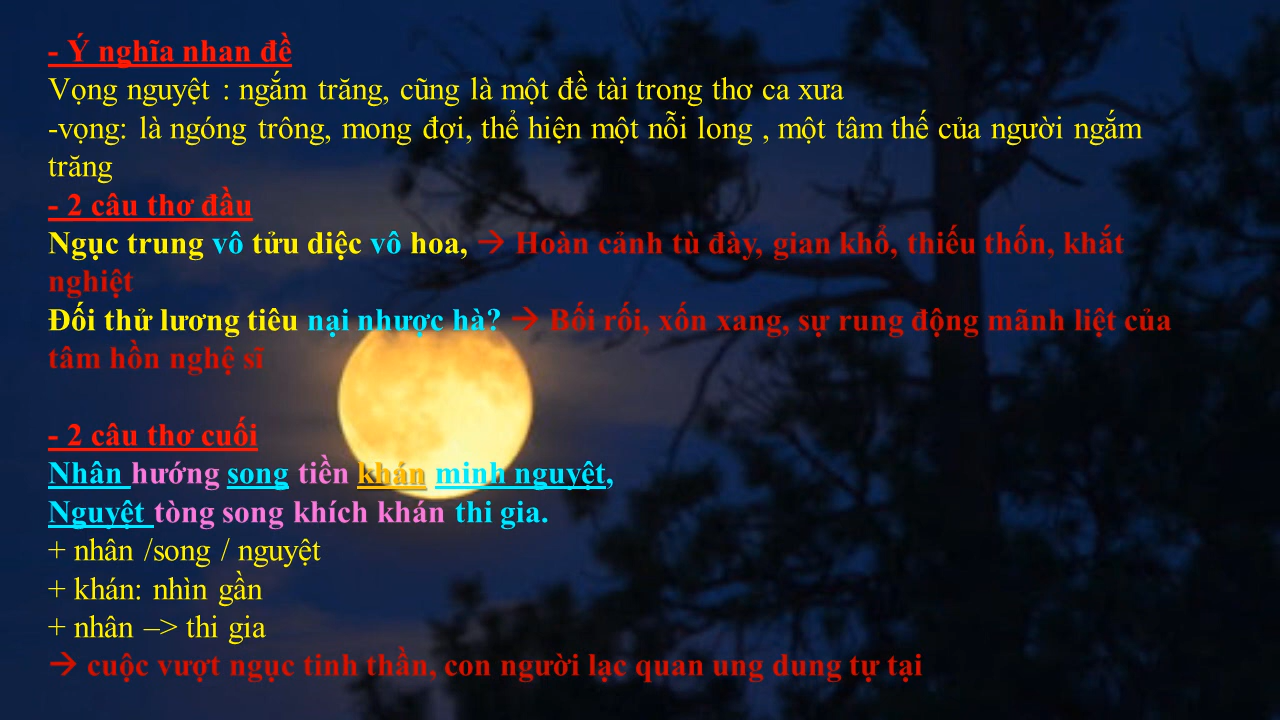 - Ý nghĩa nhan đề
Vọng nguyệt : ngắm trăng, cũng là một đề tài trong thơ ca xưa
-vọng: là ngóng trông, mong đợi, thể hiện một nỗi long , một tâm thế của người ngắm
trăng
- 2 câu thơ đầu
Ngục trung vô tửu diệc vô hoa, → Hoàn cảnh tù đày, gian khổ, thiếu thốn, khắt
nghiệt
Đối thử lương tiêu nại nhược hà? → Bối rối, xốn xang, sự rung động mãnh liệt của
tâm hồn nghệ sĩ
- 2 câu thơ cuối
Nhân hướng song tiền khán minh nguyệt,
Nguyệt tòng song khích khán thi gia.
+ nhân /song / nguyệt
+ khán: nhìn gần
+ nhân –> thi gia
→ cuộc vượt ngục tinh thần, con người lạc quan ung dung tự tại